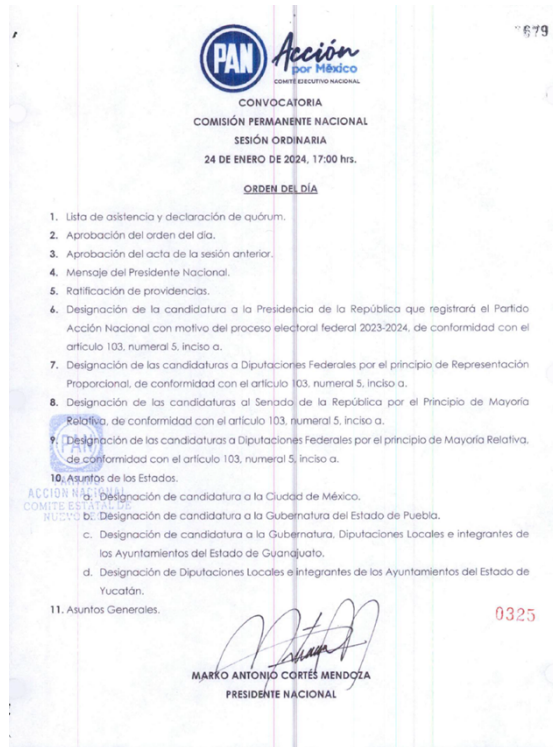 679
PAN
Acción
por México
COMITÉ EJECUTIVO NACIONAL
CONVOCATORIA
COMISIÓN PERMANENTE NACIONAL
SESIÓN ORDINARIA
24 DE ENERO DE 2024, 17:00 hrs.
ORDEN DEL DÍA
1. Lista de asistencia y declaración de quórum.
2. Aprobación del orden del día.
3. Aprobación del acta de la sesión anterior.
4. Mensaje del Presidente Nacional.
5. Ratificación de providencias.
6. Designación de la candidatura a la Presidencia de la República que registrará el Partido
Acción Nacional con motivo del proceso electoral federal 2023-2024, de conformidad con el
artículo 103, numeral 5, inciso a.
7. Designación de las candidaturas a Diputaciones Federales por el principio de Representación
Proporcional, de conformidad con el artículo 103, numeral 5, inciso a.
8. Designación de las candidaturas al Senado de la República por el Principio de Mayoría
Relativa, de conformidad con el artículo 103, numeral 5, inciso a.
9. Designación de las candidaturas a Diputaciones Federales por el principio de Mayoría Relativa,
de conformidad con el artículo 103, numeral 5, inciso a.
10. Asuntos de los Estados.
a. Designación de candidatura a la Ciudad de México.
b. Designación de candidatura a la Gubernatura del Estado de Puebla.
c. Designación de candidatura a la Gubernatura, Diputaciones Locales e integrantes de
los Ayuntamientos del Estado de Guanajuato.
d. Designación de Diputaciones Locales e integrantes de los Ayuntamientos del Estado de
Yucatán.
11. Asuntos Generales.
PAN
ACCIÓN NACIONAL
COMITE ESTATAL DE
NUEVO
0325
MARKO ANTONIO CORTÉS MENDOZA
PRESIDENTE NACIONAL